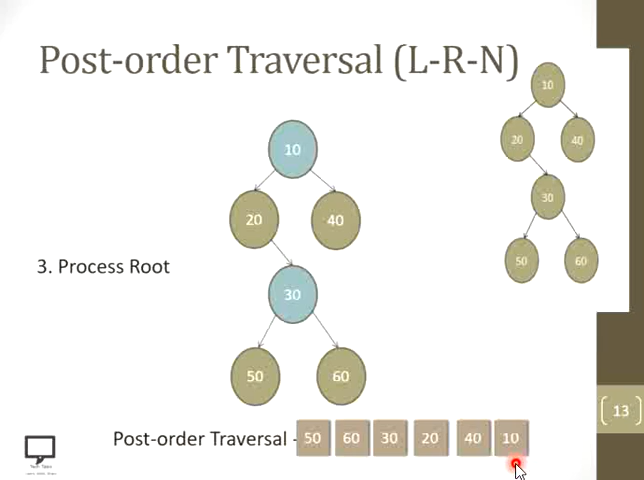 Post-order Traversal (L-R-N)
10
20 40
30
50 60
10
20 40
3. Process Root
30
50 60
[ 13 ]
Post-order Traversal - 50 60 30 20 40 10